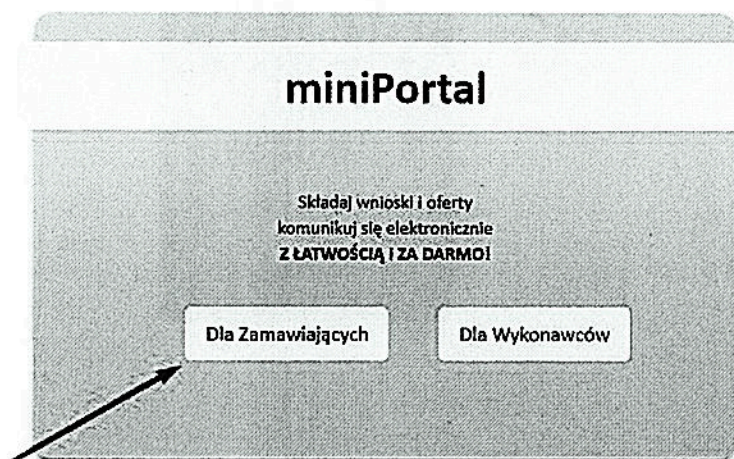 miniPortal
Składaj wnioski i oferty
komunikuj się elektronicznie
Z ŁATWOŚCIĄ I ZA DARMO!
Dla Zamawiających
Dla Wykonawców